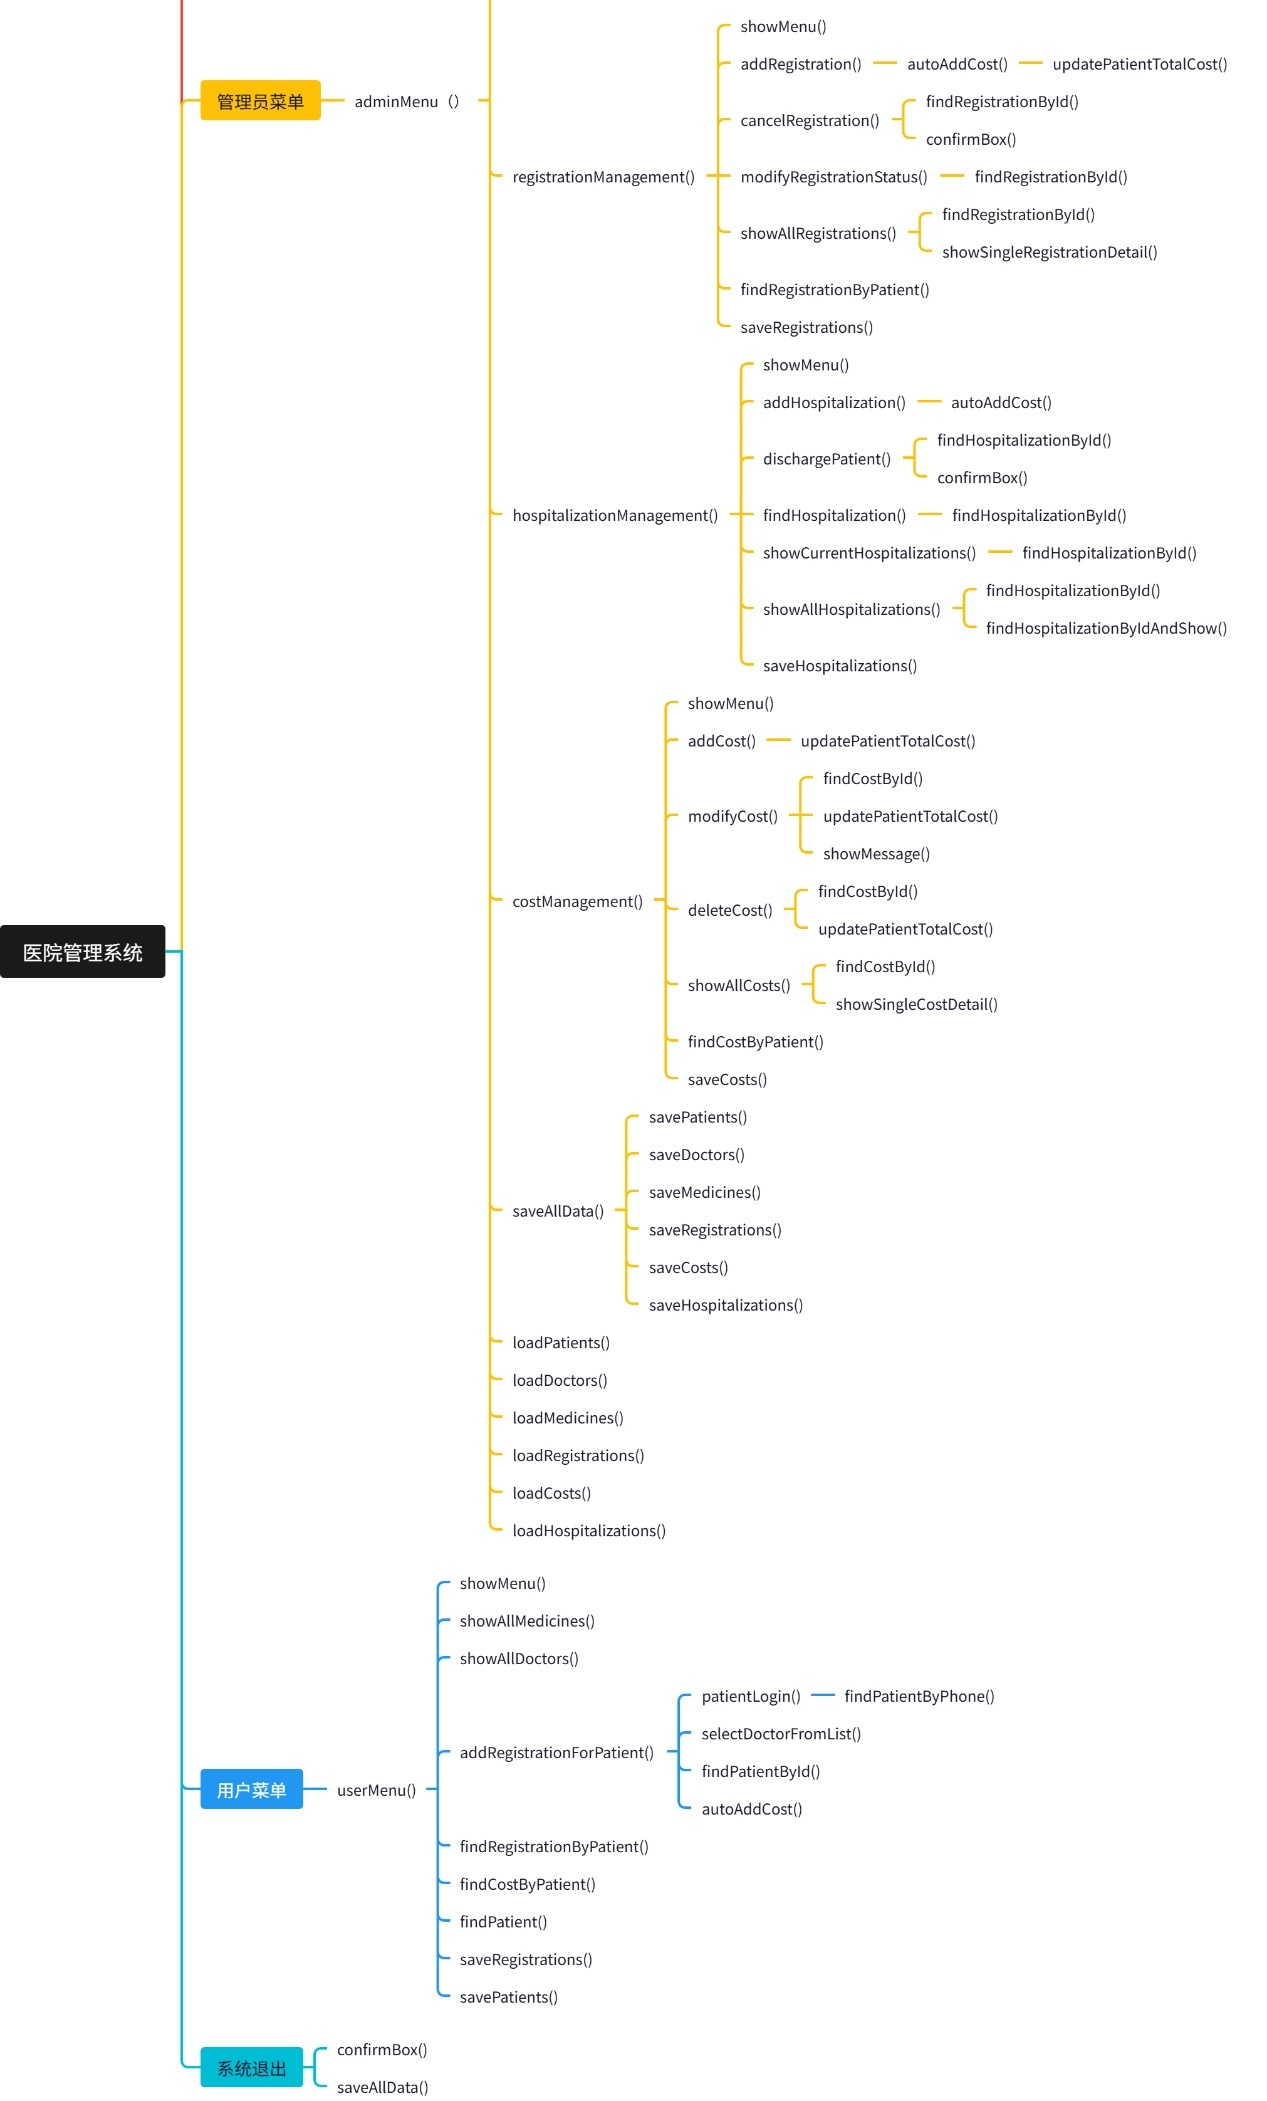 医院管理系统
管理员菜单
adminMenu（）
registrationManagement()
showMenu()
addRegistration()
autoAddCost()
updatePatientTotalCost()
cancelRegistration()
findRegistrationById()
confirmBox()
modifyRegistrationStatus()
findRegistrationById()
showAllRegistrations()
findRegistrationById()
showSingleRegistrationDetail()
findRegistrationByPatient()
saveRegistrations()
hospitalizationManagement()
showMenu()
addHospitalization()
autoAddCost()
dischargePatient()
findHospitalizationById()
confirmBox()
findHospitalization()
findHospitalizationById()
showCurrentHospitalizations()
findHospitalizationById()
showAllHospitalizations()
findHospitalizationById()
findHospitalizationByIdAndShow()
saveHospitalizations()
costManagement()
showMenu()
addCost()
updatePatientTotalCost()
modifyCost()
findCostById()
updatePatientTotalCost()
showMessage()
deleteCost()
findCostById()
updatePatientTotalCost()
showAllCosts()
findCostById()
showSingleCostDetail()
findCostByPatient()
saveCosts()
saveAllData()
savePatients()
saveDoctors()
saveMedicines()
saveRegistrations()
saveCosts()
saveHospitalizations()
loadPatients()
loadDoctors()
loadMedicines()
loadRegistrations()
loadCosts()
loadHospitalizations()
用户菜单
userMenu()
showMenu()
showAllMedicines()
showAllDoctors()
addRegistrationForPatient()
patientLogin()
findPatientByPhone()
selectDoctorFromList()
findPatientById()
autoAddCost()
findRegistrationByPatient()
findCostByPatient()
findPatient()
saveRegistrations()
savePatients()
系统退出
confirmBox()
saveAllData()